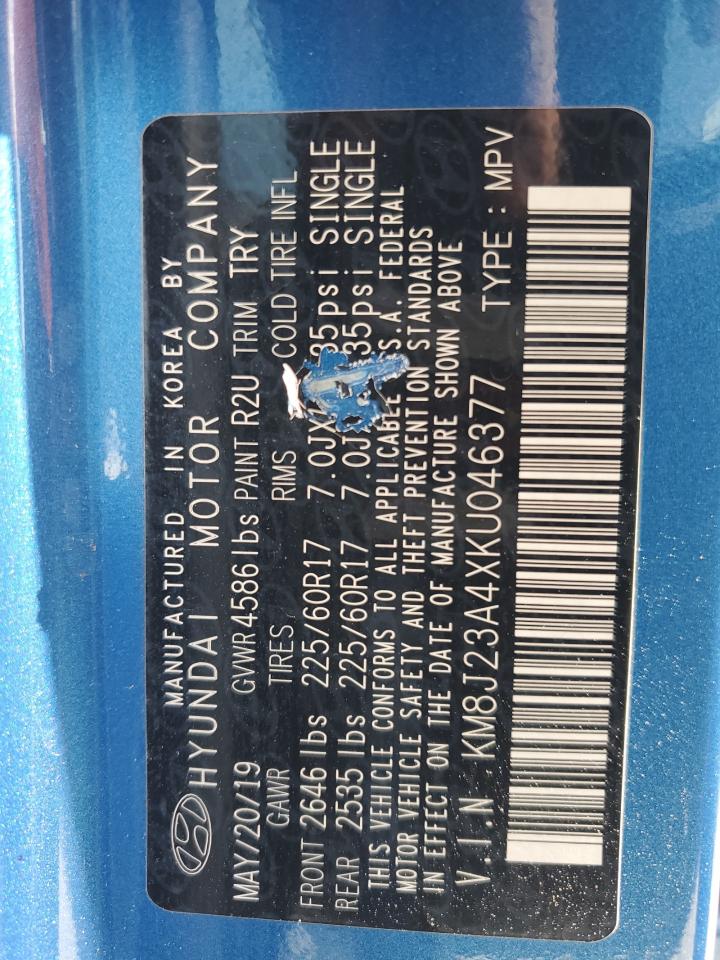 MANUFACTURED IN KOREA BY
HYUNDAI MOTOR COMPANY
MAY/20/19 GVWR 4586 lbs PAINT R2U TRIM TRY
GAWR TIRES RIMS COLD TIRE INFL
FRONT 2646 lbs 225/60R17 7.0JX 35psi SINGLE
REAR 2535 lbs 225/60R17 7.0J 35psi SINGLE
THIS VEHICLE CONFORMS TO ALL APPLICABLE U.S.A. FEDERAL
MOTOR VEHICLE SAFETY AND THEFT PREVENTION STANDARDS
IN EFFECT ON THE DATE OF MANUFACTURE SHOWN ABOVE
V.I.N KM8J23A4XKU046377 TYPE : MPV